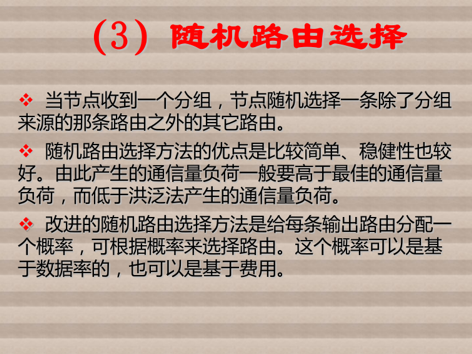 （3）随机路由选择
❖ 当节点收到一个分组，节点随机选择一条除了分组
来源的那条路由之外的其它路由。
❖ 随机路由选择方法的优点是比较简单、稳健性也较
好。由此产生的通信量负荷一般要高于最佳的通信量
负荷，而低于洪泛法产生的通信量负荷。
❖ 改进的随机路由选择方法是给每条输出路由分配一
个概率，可根据概率来选择路由。这个概率可以是基
于数据率的，也可以是基于费用。